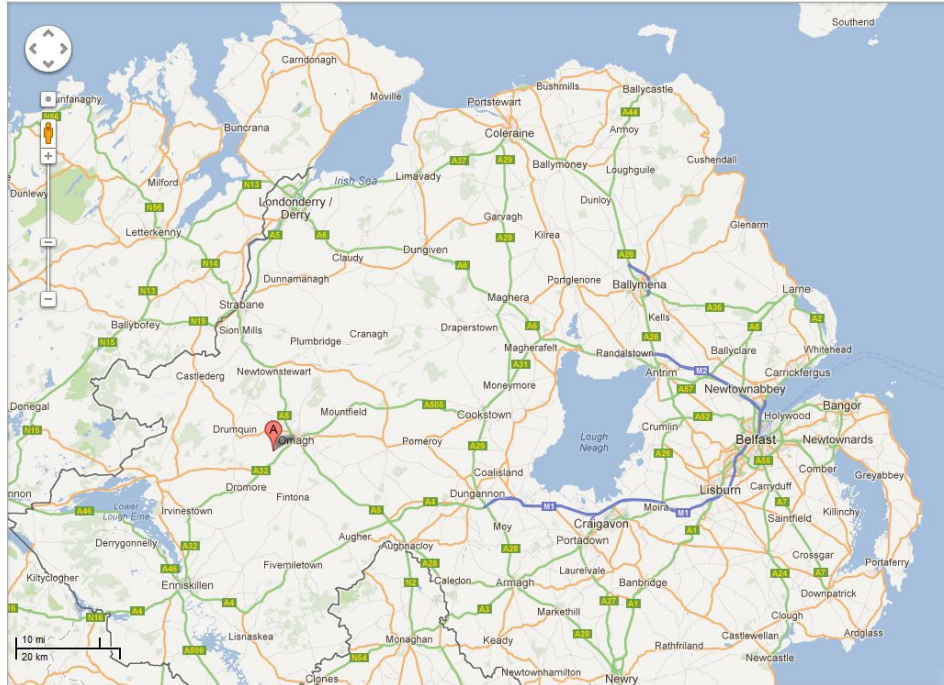 Southend
Carndonagh
Moville
Bushmills
Ballycastle
Portstewart
unfanaghy
N56
A44
Buncrana
Coleraine
Armoy
A37
A29
Ballymoney
Loughguile
Cushendall
Dunlewy
Milford
N13
Irish Sea
Limavady
N56
Londonderry /
Derry
Dunloy
Garvagh
Glenarm
Letterkenny
A5
A6
Claudy
Dungiven
A29
Kilrea
A26
N14
A6
N13
Dunnamanagh
Portglenone
Ballymena
Strabane
Maghera
Larne
Ballybofey
N15
Sion Mills
Draperstown
A6
Kells
A36
A2
N15
Plumbridge
Cranagh
Magherafelt
A26
A8
Randalstown
Ballyclare
Whitehead
Castlederg
Newtownstewart
A31
Antrim
M2
Carrickfergus
Moneymore
A57
Newtownabbey
Donegal
A5
Mountfield
A505
Cookstown
A52
Holywood
Bangor
N15
Drumquin
A
Omagh
Pomeroy
A29
Lough
Neagh
Crumlin
Belfast
Newtownards
A32
Coalisland
A26
A55
Comber
Greyabbey
nnon
Dromore
Fintona
Dungannon
Lisburn
Carryduff
Lower
Lough Erne
Irvinestown
A4
M1
Moira
A7
Killinchy
A46
A5
Moy
Craigavon
M1
Saintfield
Derrygonnelly
A32
Augher
Aughnacloy
A29
Portadown
A1
Crossgar
Portaferry
Kiltyclogher
A46
Fivemiletown
A28
Laurelvale
A24
A7
Enniskillen
N2
Caledon
Armagh
Banbridge
Downpatrick
N16
A4
A4
A3
Markethill
A27
A1
Clough
Ardglass
10 mi
Lisnaskea
Monaghan
Keady
A28
Castlewellan
20 km
A509
N54
Rathfriland
Newcastle
Clones
Newtownhamilton
Newry